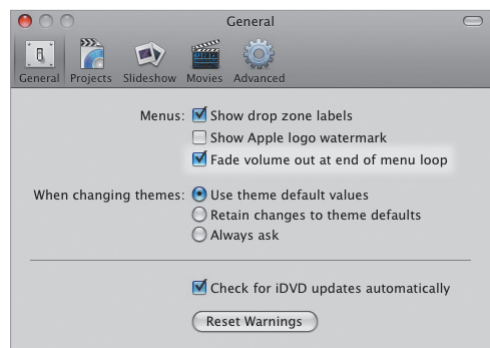 General
General Projects Slideshow Movies Advanced
Menus: Show drop zone labels
Show Apple logo watermark
Fade volume out at end of menu loop
When changing themes: Use theme default values
Retain changes to theme defaults
Always ask
Check for iDVD updates automatically
Reset Warnings